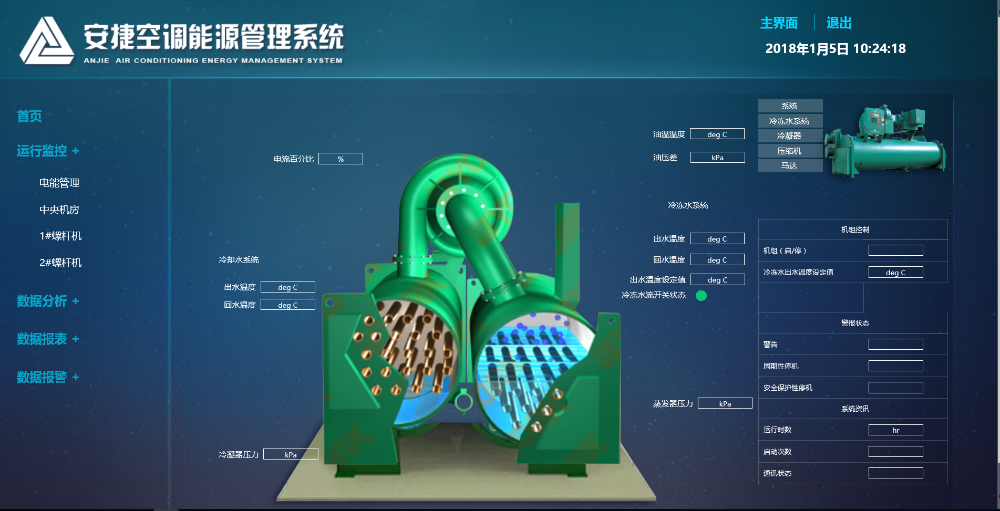 安捷空调能源管理系统
ANJIE AIR CONDITIONING ENERGY MANAGEMENT SYSTEM
主界面
退出
2018年1月5日 10:24:18
首页
运行监控 +
电能管理
中央机房
1#螺杆机
2#螺杆机
数据分析 +
数据报表 +
数据报警 +
电流百分比 %
冷却水系统
出水温度 deg C
回水温度 deg C
冷凝器压力 kPa
油温温度 deg C
油压差 kPa
冷冻水系统
出水温度 deg C
回水温度 deg C
出水温度设定值 deg C
冷冻水流开关状态
蒸发器压力 kPa
系统
冷冻水系统
冷凝器
压缩机
马达
机组控制
机组（启/停）
冷冻水出水温度设定值 deg C
警报状态
警告
周期性停机
安全保护性停机
系统资讯
运行时数 hr
启动次数
通讯状态